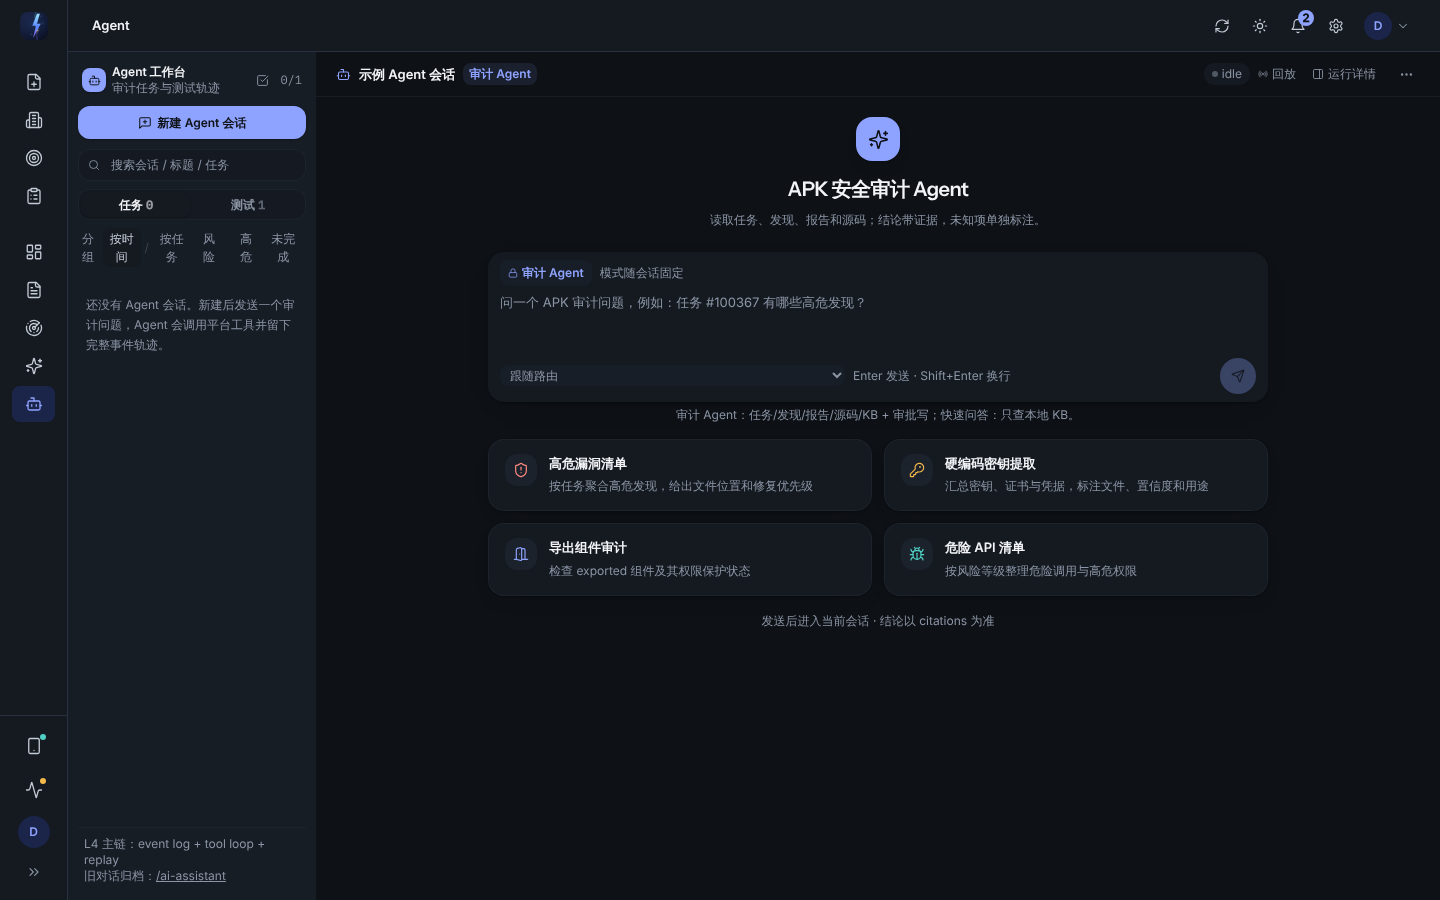 Agent
2
D
Agent 工作台
审计任务与测试轨迹
0/1
新建 Agent 会话
搜索会话 / 标题 / 任务
任务 0
测试 1
分组
按时间
/
按任务
风险
高危
未完成
还没有 Agent 会话。新建后发送一个审
计问题，Agent 会调用平台工具并留下
完整事件轨迹。
D
L4 主链：event log + tool loop +
replay
旧对话归档：/ai-assistant
示例 Agent 会话
审计 Agent
idle
回放
运行详情
APK 安全审计 Agent
读取任务、发现、报告和源码；结论带证据，未知项单独标注。
审计 Agent
模式随会话固定
问一个 APK 审计问题，例如：任务 #100367 有哪些高危发现？
跟随路由
Enter 发送 · Shift+Enter 换行
审计 Agent：任务/发现/报告/源码/KB + 审批写；快速问答：只查本地 KB。
高危漏洞清单
按任务聚合高危发现，给出文件位置和修复优先级
硬编码密钥提取
汇总密钥、证书与凭据，标注文件、置信度和用途
导出组件审计
检查 exported 组件及其权限保护状态
危险 API 清单
按风险等级整理危险调用与高危权限
发送后进入当前会话 · 结论以 citations 为准